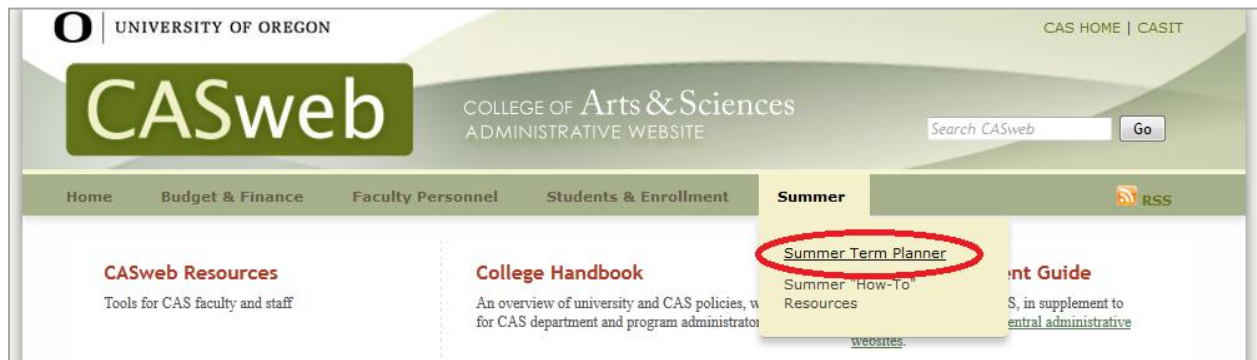 O UNIVERSITY OF OREGON
CAS HOME | CASIT
CASweb
COLLEGE OF Arts & Sciences
ADMINISTRATIVE WEBSITE
Search CASweb
Go
Home Budget & Finance Faculty Personnel Students & Enrollment Summer RSS
Summer Term Planner
Summer "How-To"
Resources
CASweb Resources
Tools for CAS faculty and staff
College Handbook
An overview of university and CAS policies,
for CAS department and program
Guide
in supplement to
administrative
websites.